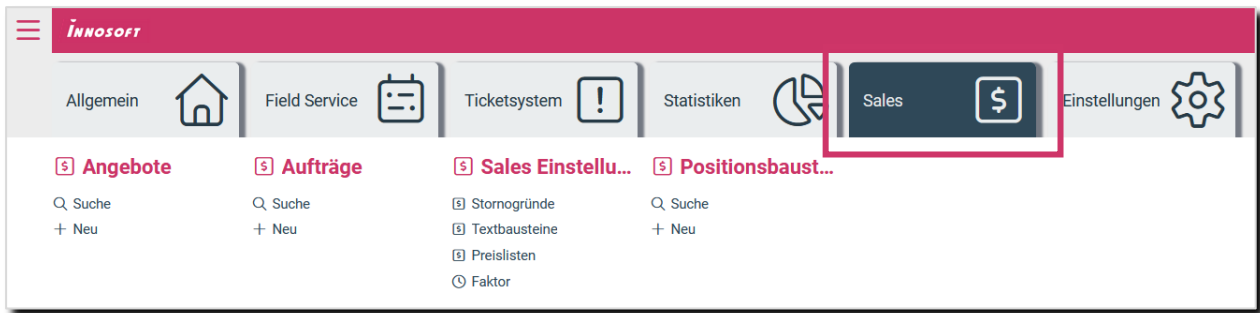 INNOSOFT
Allgemein
Field Service
Ticketsystem
Statistiken
Sales
Einstellungen
Angebote
Suche
Neu
Aufträge
Suche
Neu
Sales Einstellu...
Stornogründe
Textbausteine
Preislisten
Faktor
Positionsbaust...
Suche
Neu